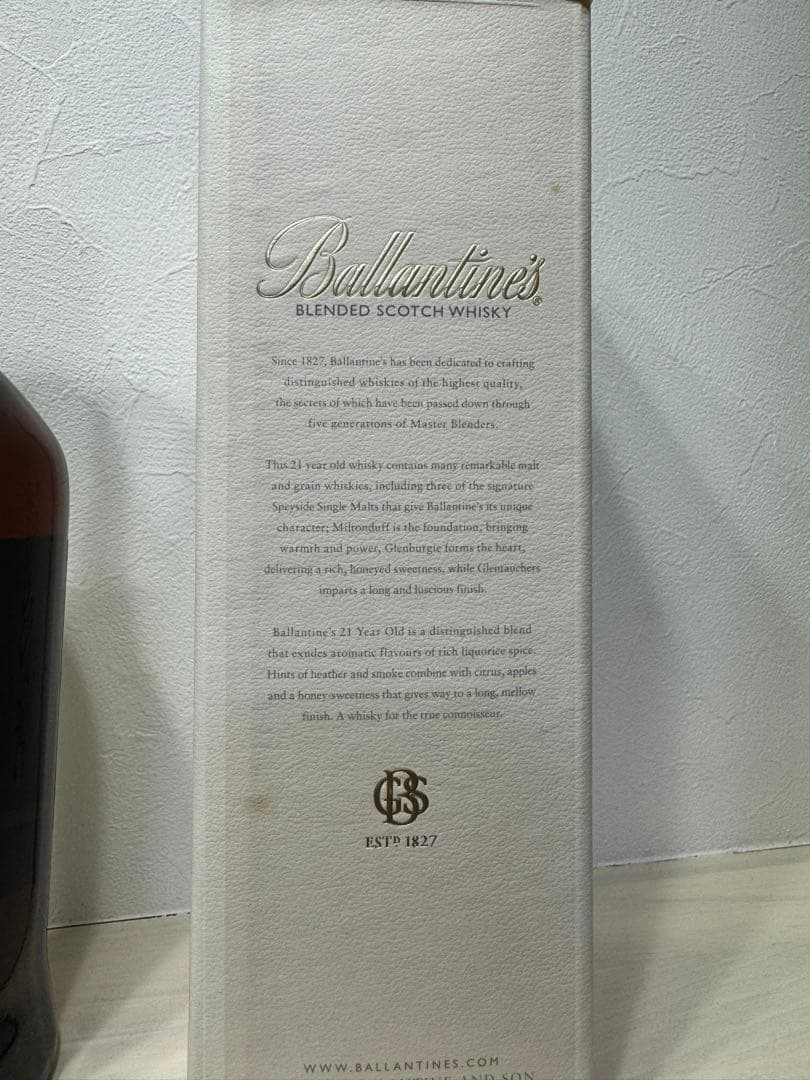 Ballantine's®
BLENDED SCOTCH WHISKY
Since 1827, Ballantine's has been dedicated to crafting
distinguished whiskies of the highest quality,
the secrets of which have been passed down through
five generations of Master Blenders.
This 21 year old whisky contains many remarkable malt
and grain whiskies, including three of the signature
Speyside Single Malts that give Ballantine's its unique
character; Miltonduff is the foundation, bringing
warmth and power, Glenburgie forms the heart,
delivering a rich, honeyed sweetness, while Glentauchers
imparts a long and luscious finish.
Ballantine's 21 Year Old is a distinguished blend
that exudes aromatic flavours of rich liquorice spice.
Hints of heather and smoke combine with citrus, apples
and a honey sweetness that gives way to a long, mellow
finish. A whisky for the true connoisseur.
GBS
ESTD 1827
WWW.BALLANTINES.COM
AND SON